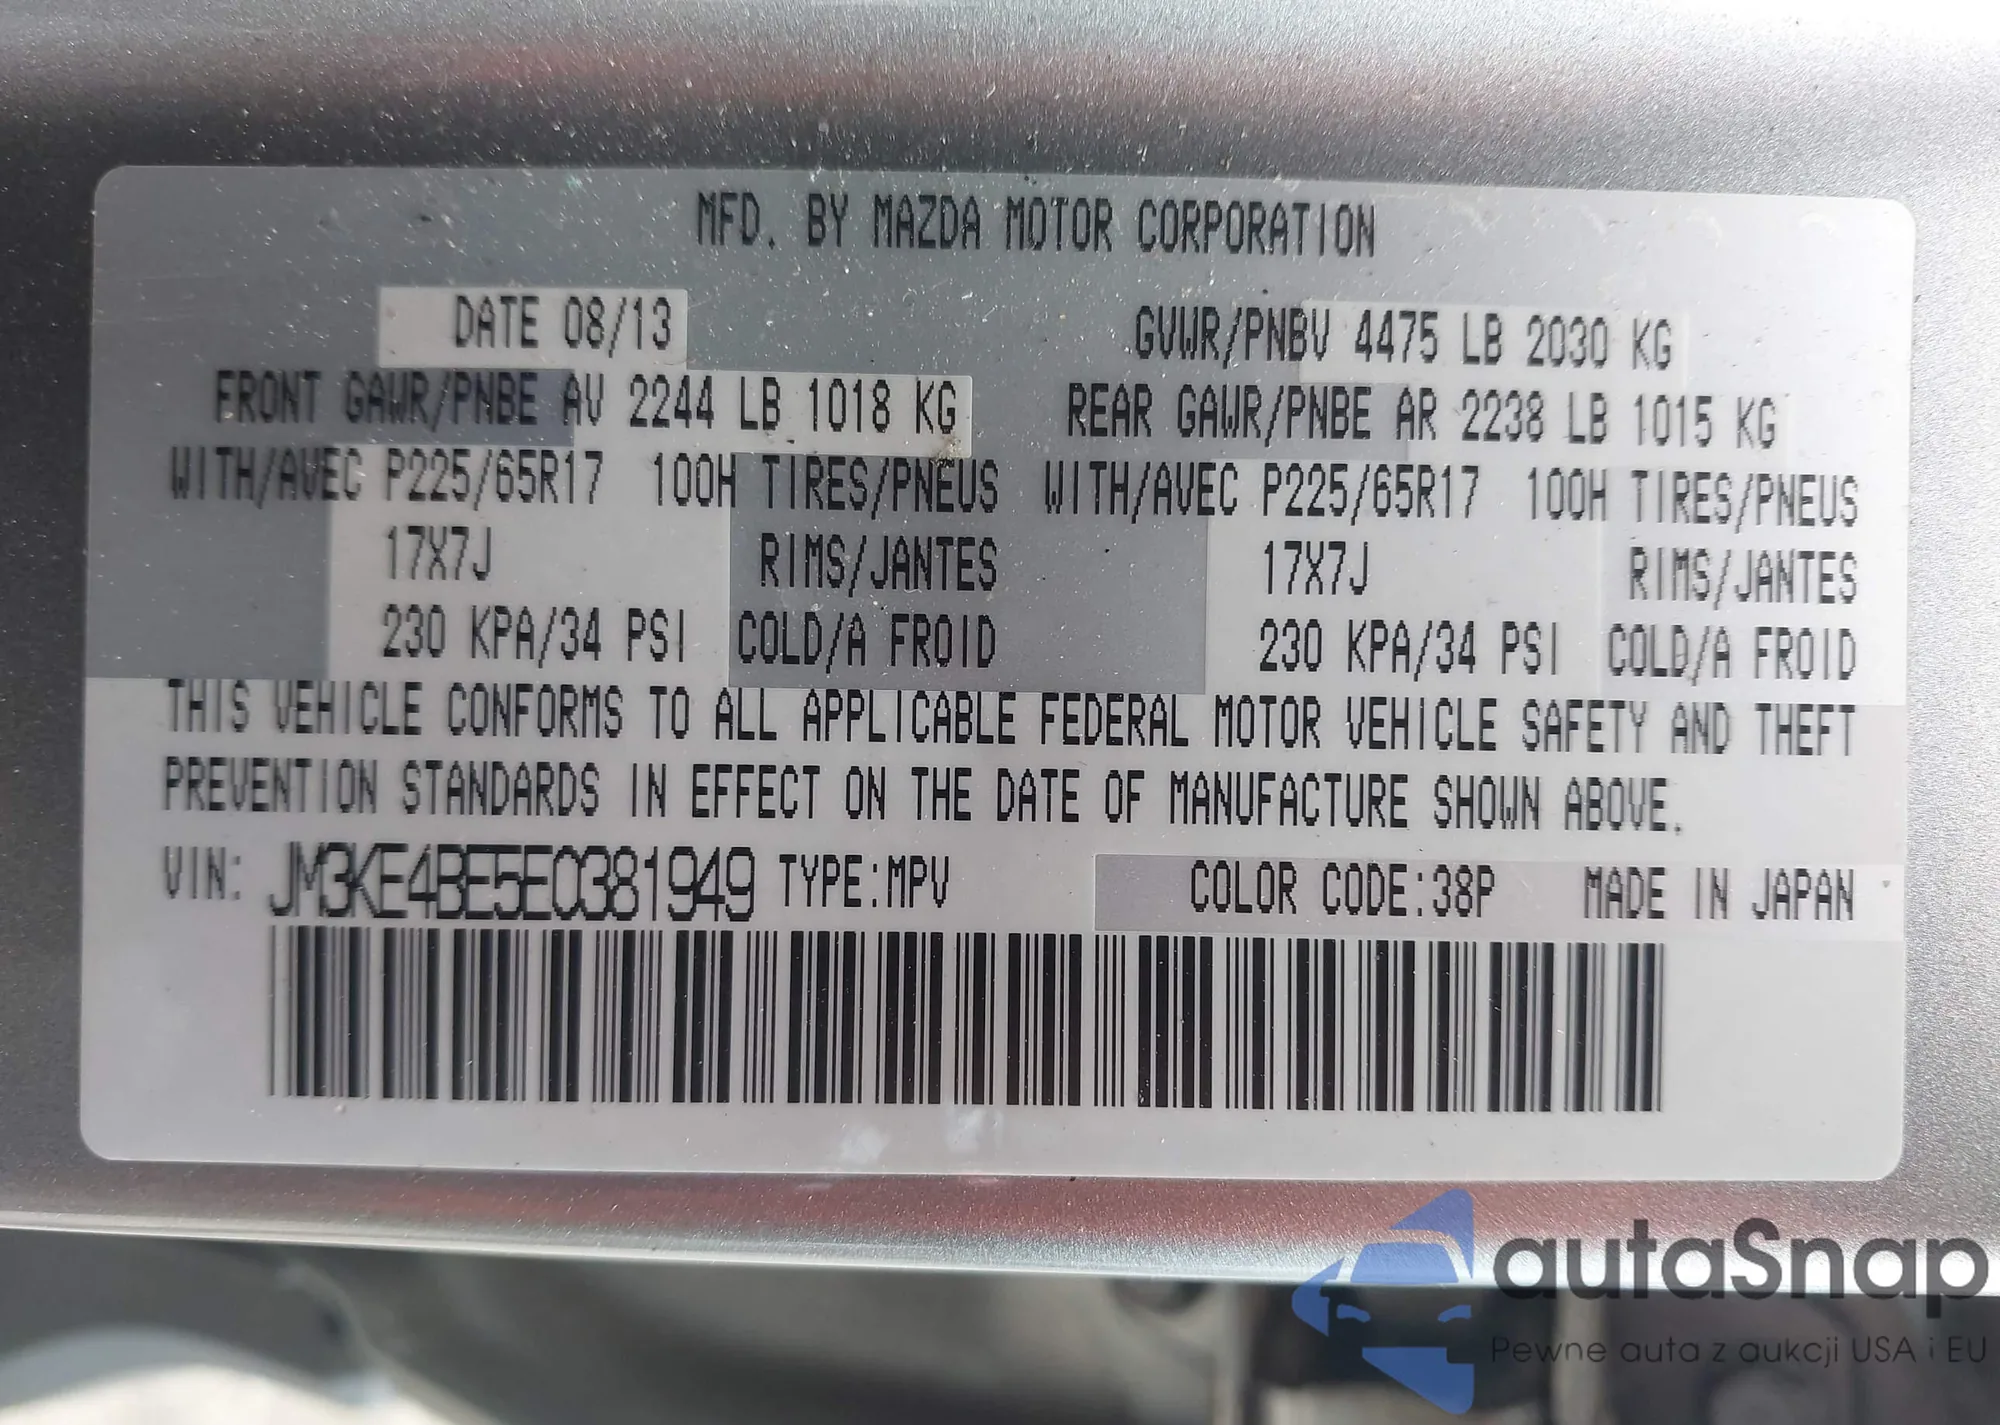 MFD. BY MAZDA MOTOR CORPORATION
DATE 08/13
GVWR/PNBV 4475 LB 2030 KG
FRONT GAWR/PNBE AV 2244 LB 1018 KG
REAR GAWR/PNBE AR 2238 LB 1015 KG
WITH/AVEC P225/65R17 100H TIRES/PNEUS
WITH/AVEC P225/65R17 100H TIRES/PNEUS
17X7J RIMS/JANTES
17X7J RIMS/JANTES
230 KPA/34 PSI COLD/A FROID
230 KPA/34 PSI COLD/A FROID
THIS VEHICLE CONFORMS TO ALL APPLICABLE FEDERAL MOTOR VEHICLE SAFETY AND THEFT
PREVENTION STANDARDS IN EFFECT ON THE DATE OF MANUFACTURE SHOWN ABOVE.
VIN: JM3KE4BE5E0381949 TYPE:MPV COLOR CODE:38P MADE IN JAPAN
autaSnap
Pewne auta z aukcji USA i EU